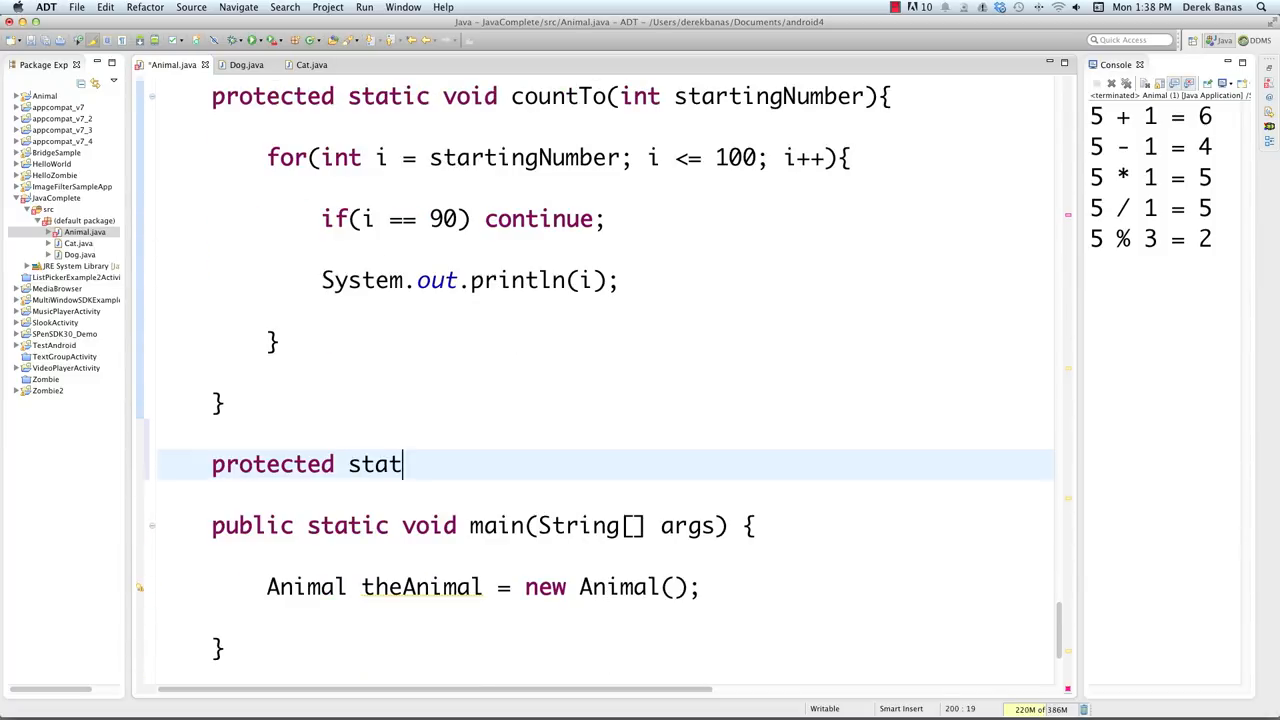 ADT File Edit Refactor Source Navigate Search Project Run Window Help
10 Mon 1:38 PM Derek Banas
Java - JavaComplete/src/Animal.java - ADT - /Users/derekbanas/Documents/android4
Quick Access Java DDMS
Package Exp
*Animal.java Dog.java Cat.java
Console
<terminated> Animal (1) [Java Application] /S
Animal
appcompat_v7
appcompat_v7_2
appcompat_v7_3
appcompat_v7_4
BridgeSample
HelloWorld
HelloZombie
ImageFilterSampleApp
JavaComplete
src
(default package)
Animal.java
Cat.java
Dog.java
JRE System Library [Ja
ListPickerExample2Activi
MediaBrowser
MultiWindowSDKExample
MusicPlayerActivity
SlookActivity
SPenSDK30_Demo
TestAndroid
TextGroupActivity
VideoPlayerActivity
Zombie
Zombie2
protected static void countTo(int startingNumber){
for(int i = startingNumber; i <= 100; i++){
if(i == 90) continue;
System.out.println(i);
}
}
protected stat
public static void main(String[] args) {
Animal theAnimal = new Animal();
}
5 + 1 = 6
5 - 1 = 4
5 * 1 = 5
5 / 1 = 5
5 % 3 = 2
Writable Smart Insert 200 : 19 220M of 386M